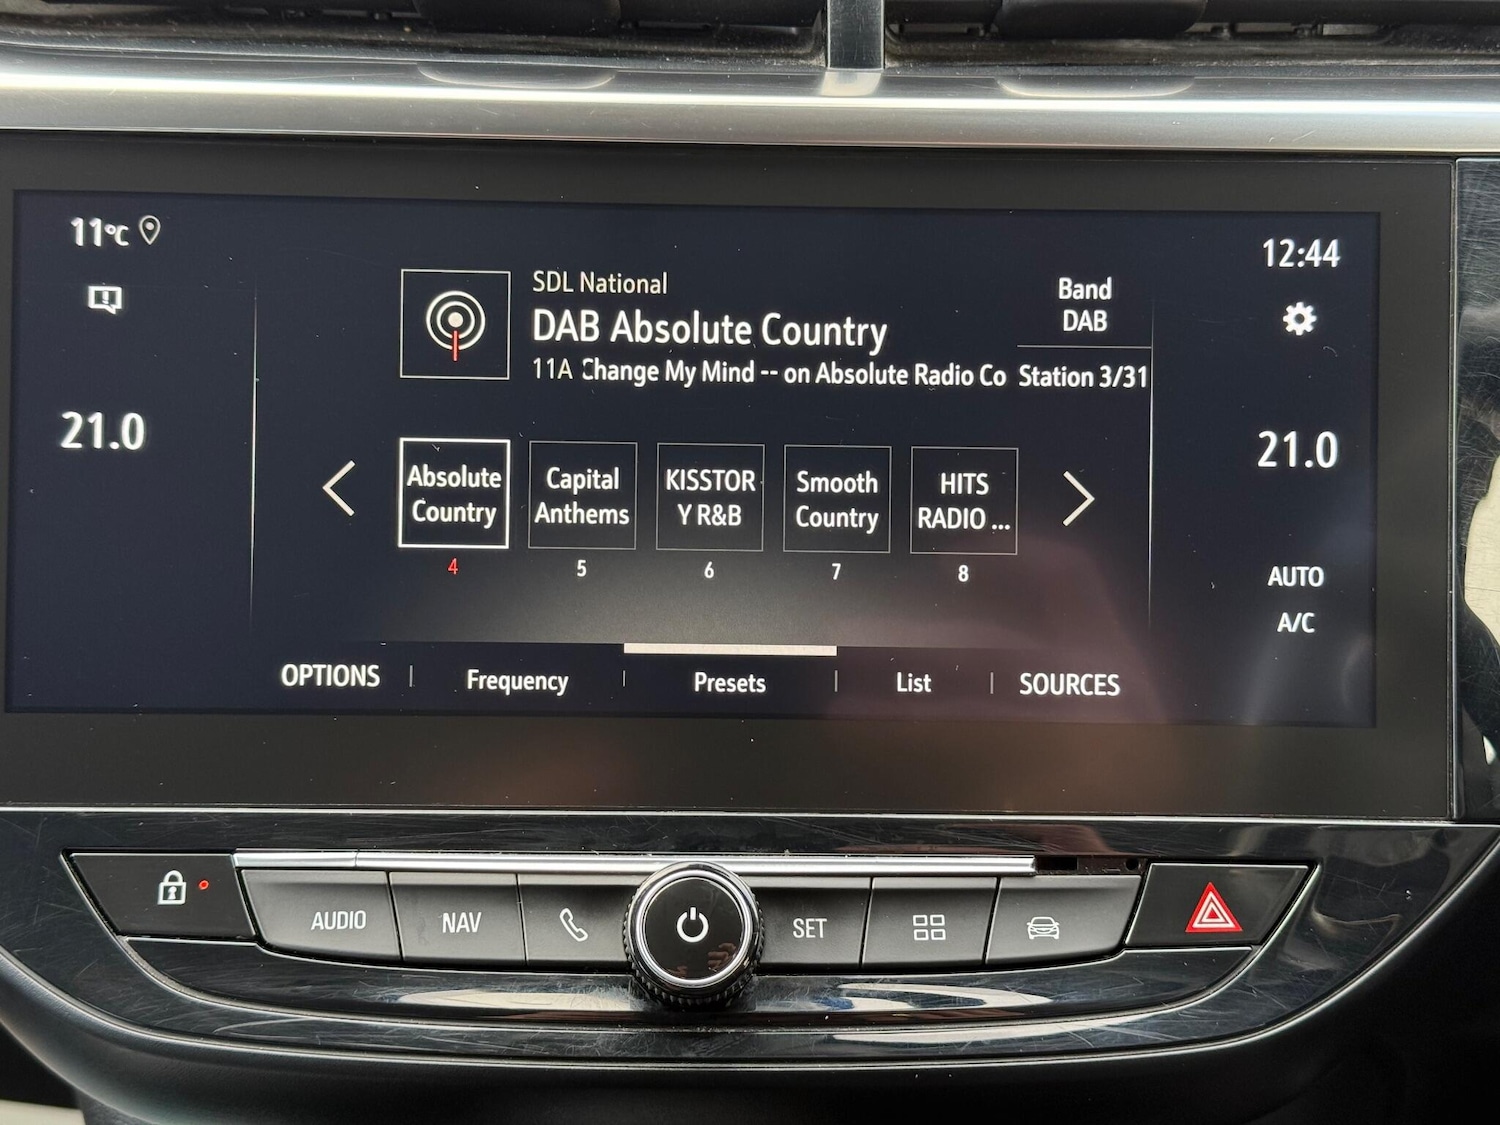 11°C
12:44
SDL National
DAB Absolute Country
11A Change My Mind -- on Absolute Radio Co
Band
DAB
Station 3/31
21.0
21.0
Absolute
Country
4
Capital
Anthems
5
KISSTOR
Y R&B
6
Smooth
Country
7
HITS
RADIO ...
8
AUTO
A/C
OPTIONS
Frequency
Presets
List
SOURCES
AUDIO
NAV
SET